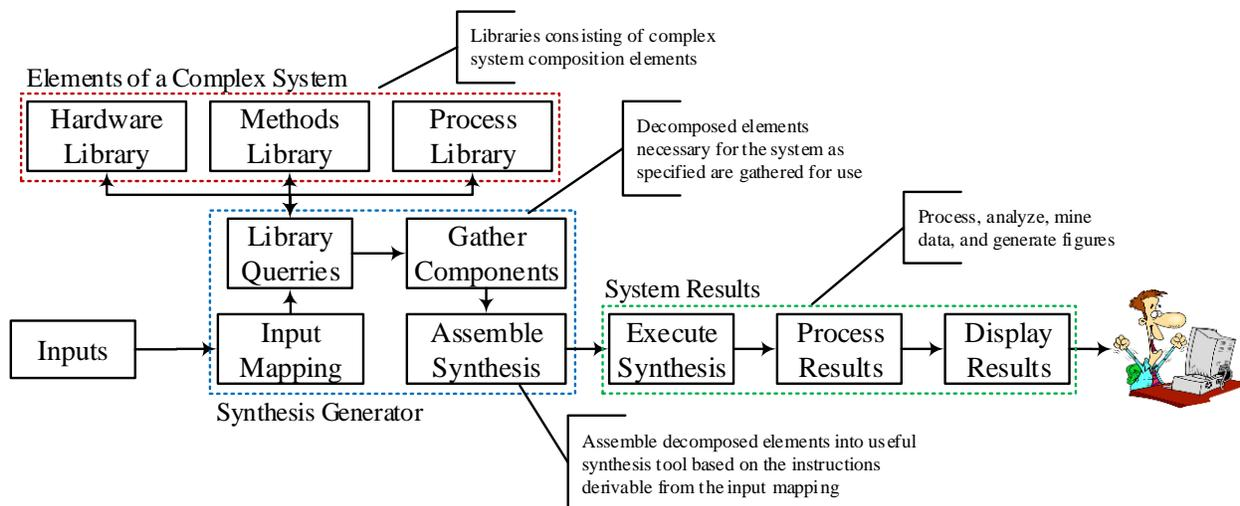 Libraries consisting of complex
system composition elements
Elements of a Complex System
Hardware
Library
Methods
Library
Process
Library
Decomposed elements
necessary for the system as
specified are gathered for use
Process, analyze, mine
data, and generate figures
Library
Querries
Gather
Components
System Results
Inputs
Input
Mapping
Assemble
Synthesis
Execute
Synthesis
Process
Results
Display
Results
Synthesis Generator
Assemble decomposed elements into useful
synthesis tool based on the instructions
derivable from the input mapping